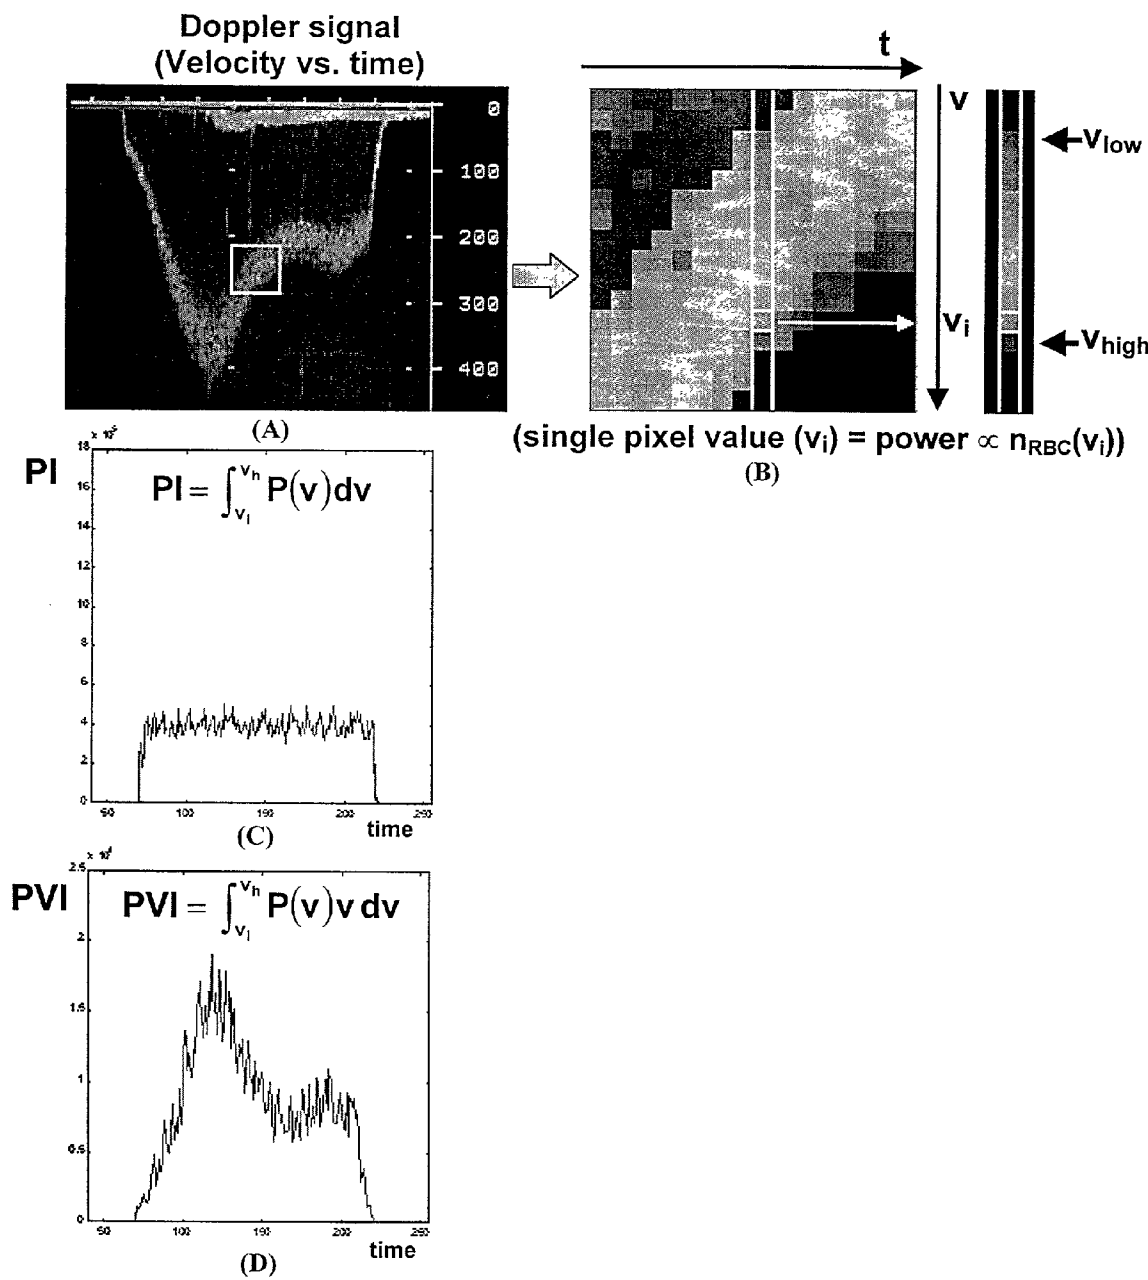 Doppler signal
(Velocity vs. time)
0
100
200
300
400
(A)
t
v
v_low
v_i
v_high
(single pixel value (v_i) = power ∝ n_RBC(v_i))
(B)
PI
PI = ∫_{v_l}^{v_h} P(v) dv
18
16
14
12
10
8
6
4
2
0
50
100
200
250
time
(C)
PVI
PVI = ∫_{v_l}^{v_h} P(v) v dv
2.5
2
1.5
1
0.5
0
50
100
200
250
time
(D)